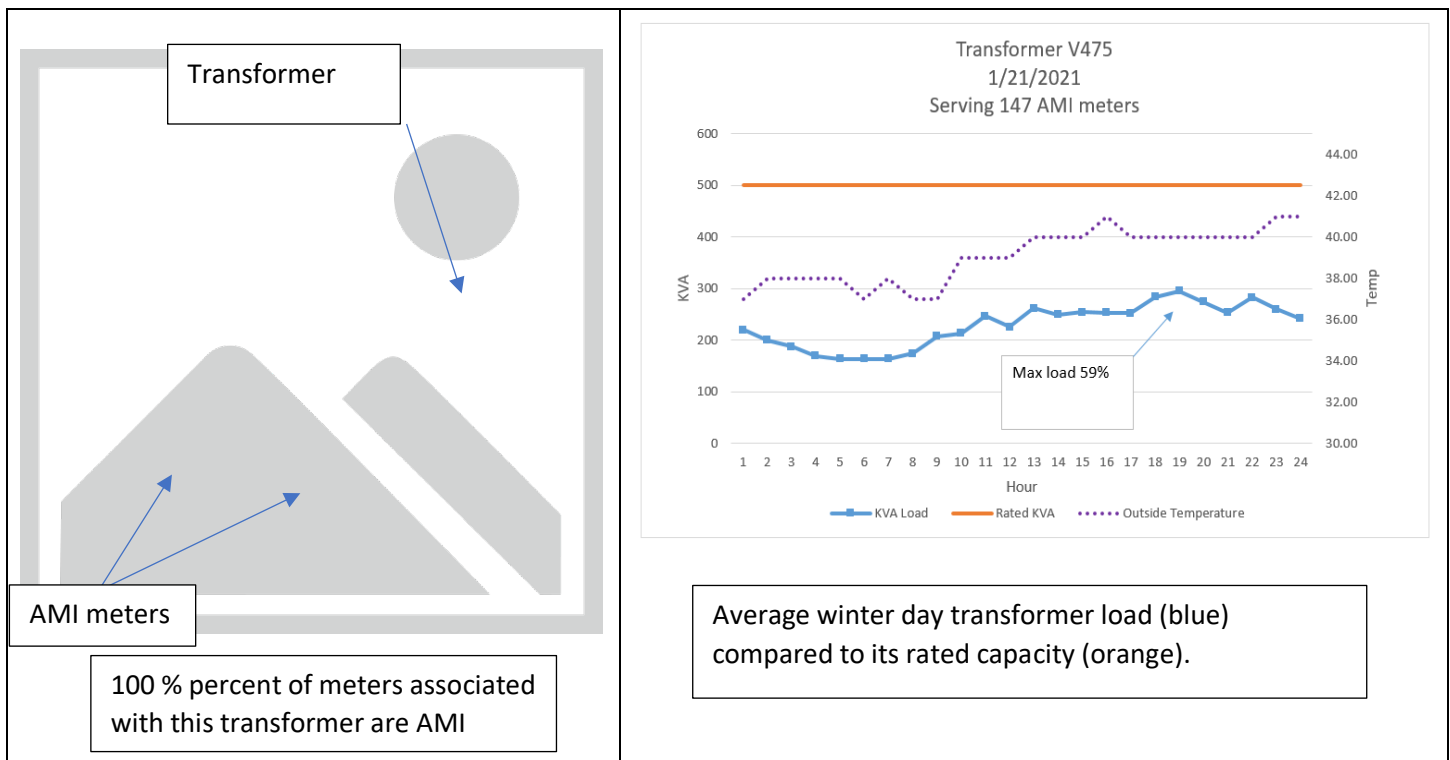 Transformer
AMI meters
100 % percent of meters associated
with this transformer are AMI
Transformer V475
1/21/2021
Serving 147 AMI meters
600
500
400
300
200
100
0
KVA
44.00
42.00
40.00
38.00
36.00
34.00
32.00
30.00
Temp
Max load 59%
1 2 3 4 5 6 7 8 9 10 11 12 13 14 15 16 17 18 19 20 21 22 23 24
Hour
KVA Load Rated KVA Outside Temperature
Average winter day transformer load (blue)
compared to its rated capacity (orange).